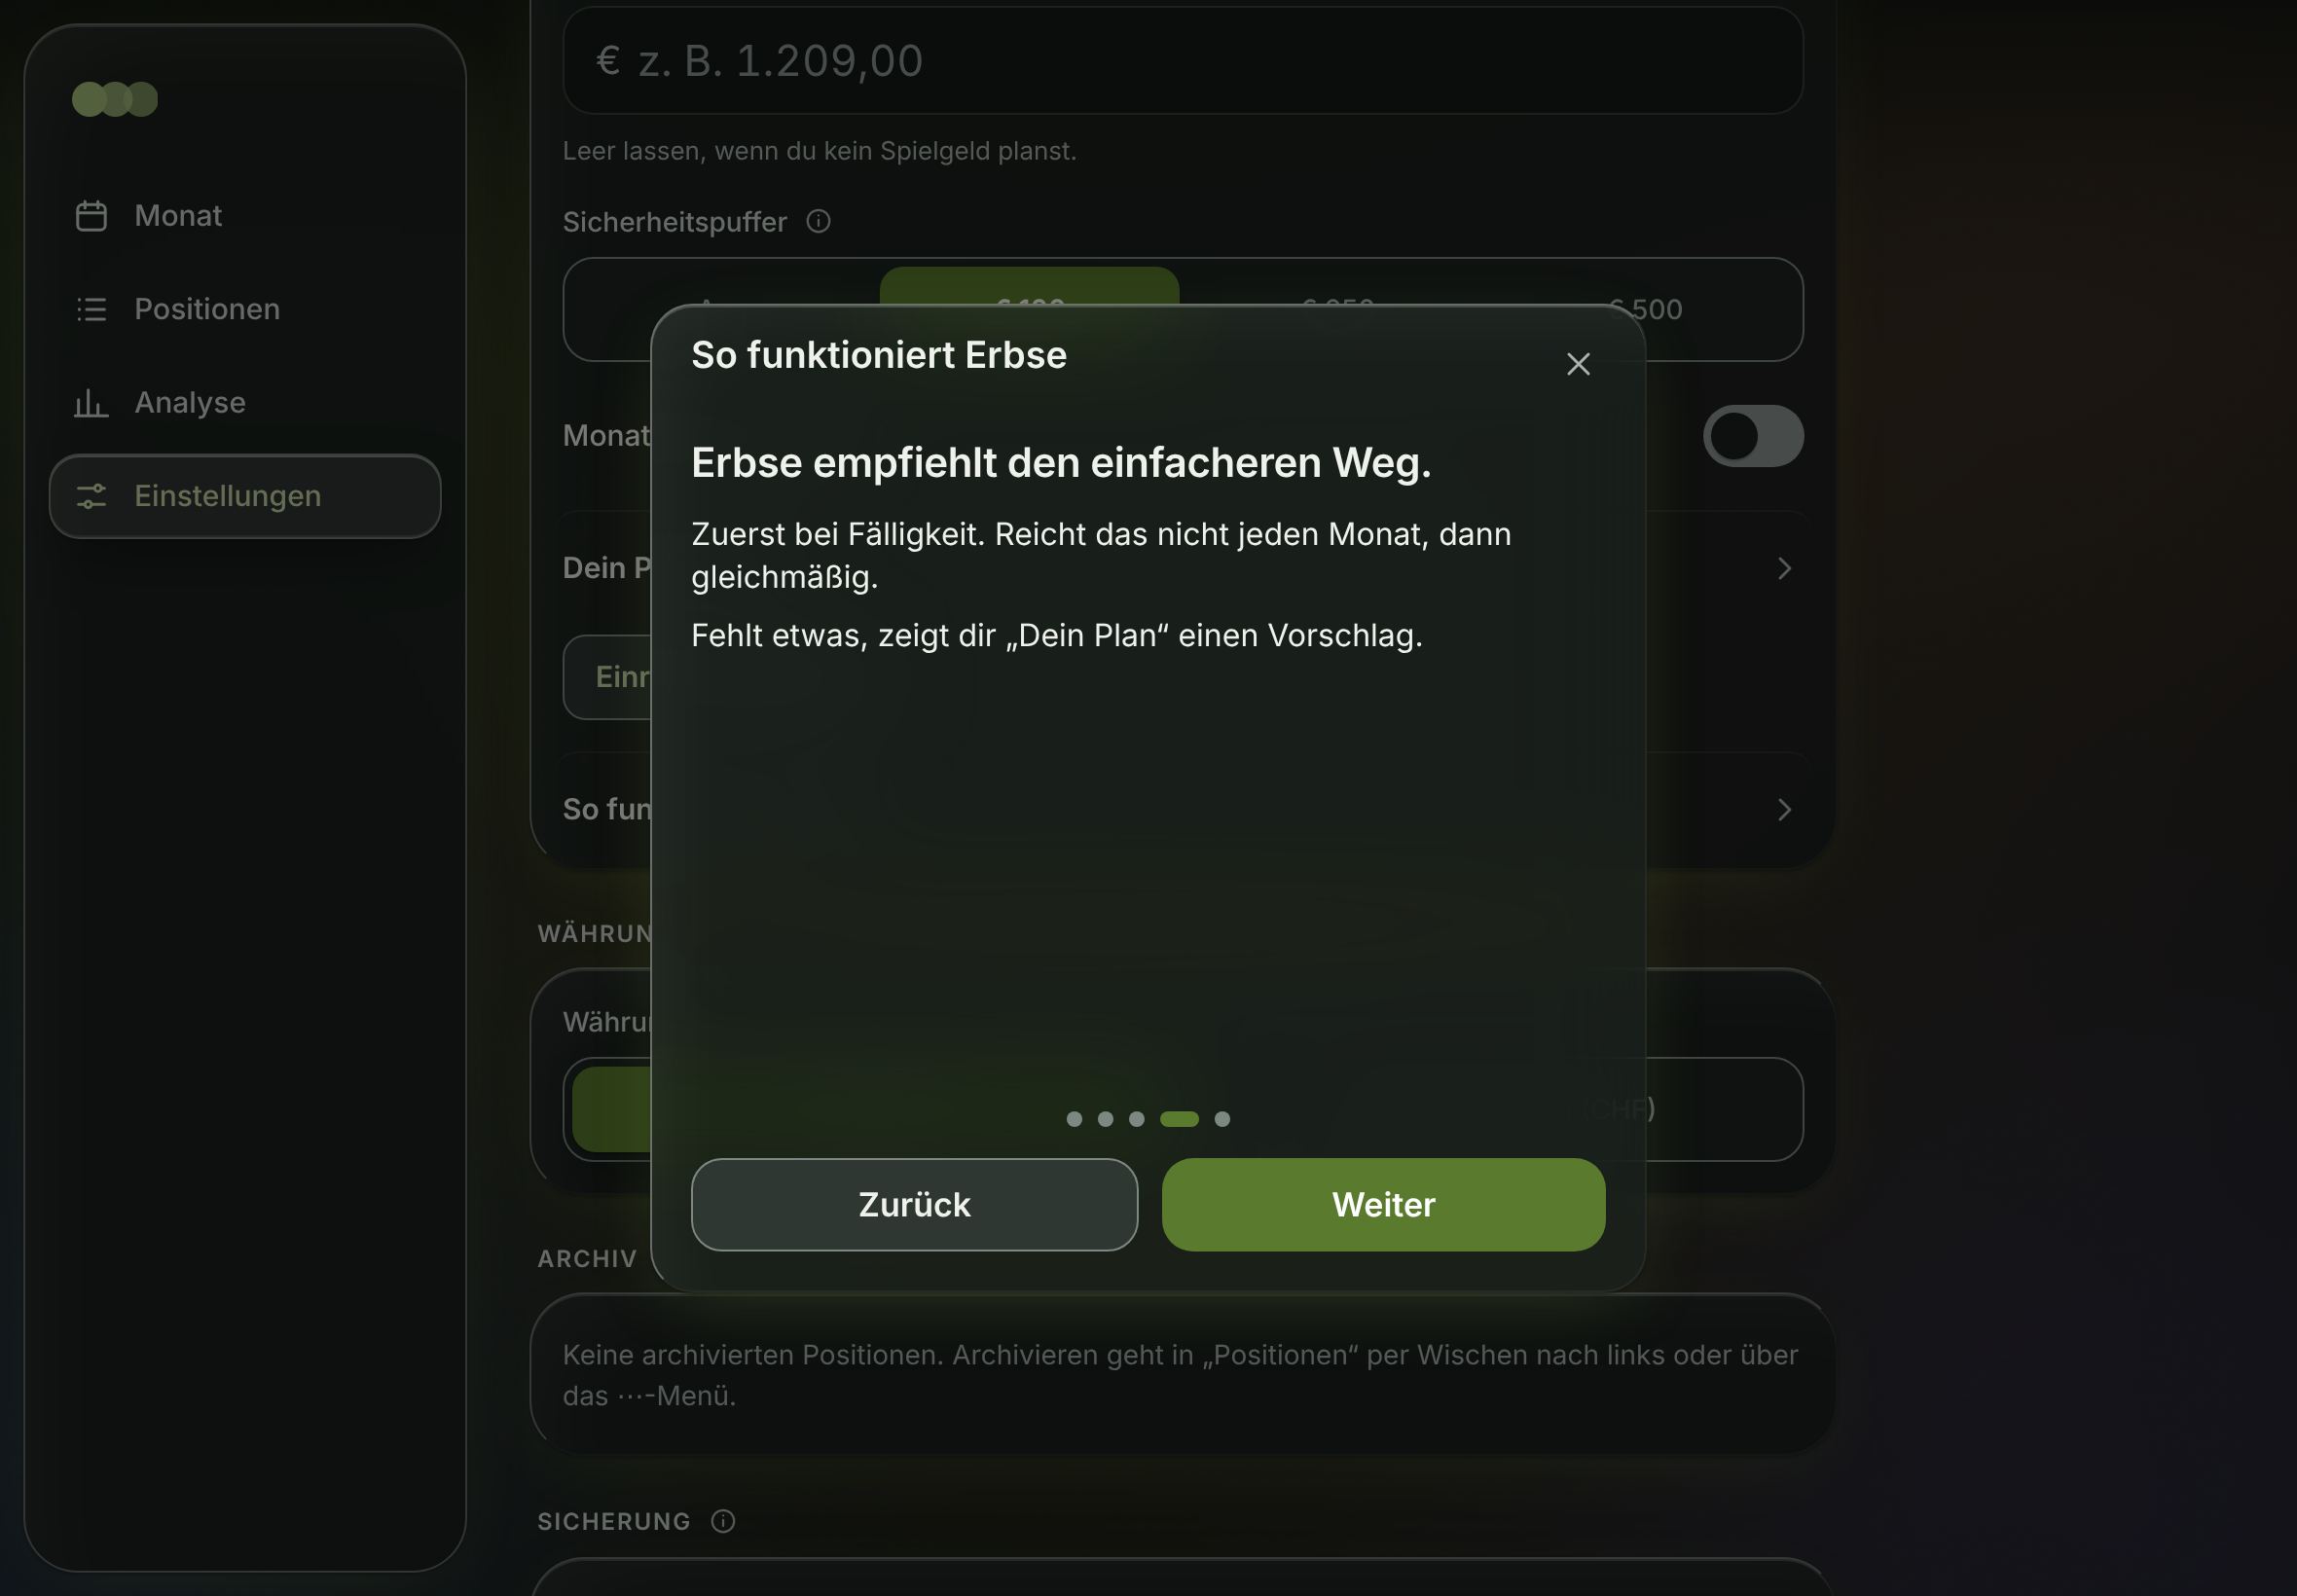 Monat
Positionen
Analyse
Einstellungen
€ z. B. 1.209,00
Leer lassen, wenn du kein Spielgeld planst.
Sicherheitspuffer
500
Monat
Dein P
Einr
So fun
So funktioniert Erbse
Erbse empfiehlt den einfacheren Weg.
Zuerst bei Fälligkeit. Reicht das nicht jeden Monat, dann
gleichmäßig.
Fehlt etwas, zeigt dir „Dein Plan“ einen Vorschlag.
Zurück
Weiter
WÄHRUN
Währu
CHF)
ARCHIV
Keine archivierten Positionen. Archivieren geht in „Positionen“ per Wischen nach links oder über
das ···-Menü.
SICHERUNG